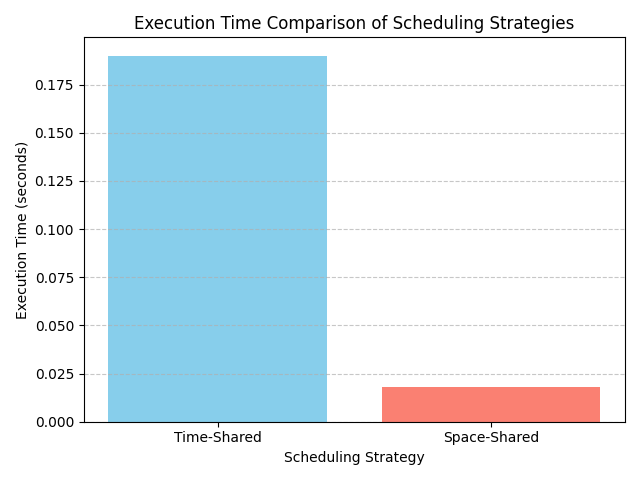 Execution Time Comparison of Scheduling Strategies
Execution Time (seconds)
0.175
0.150
0.125
0.100
0.075
0.050
0.025
0.000
Time-Shared
Space-Shared
Scheduling Strategy